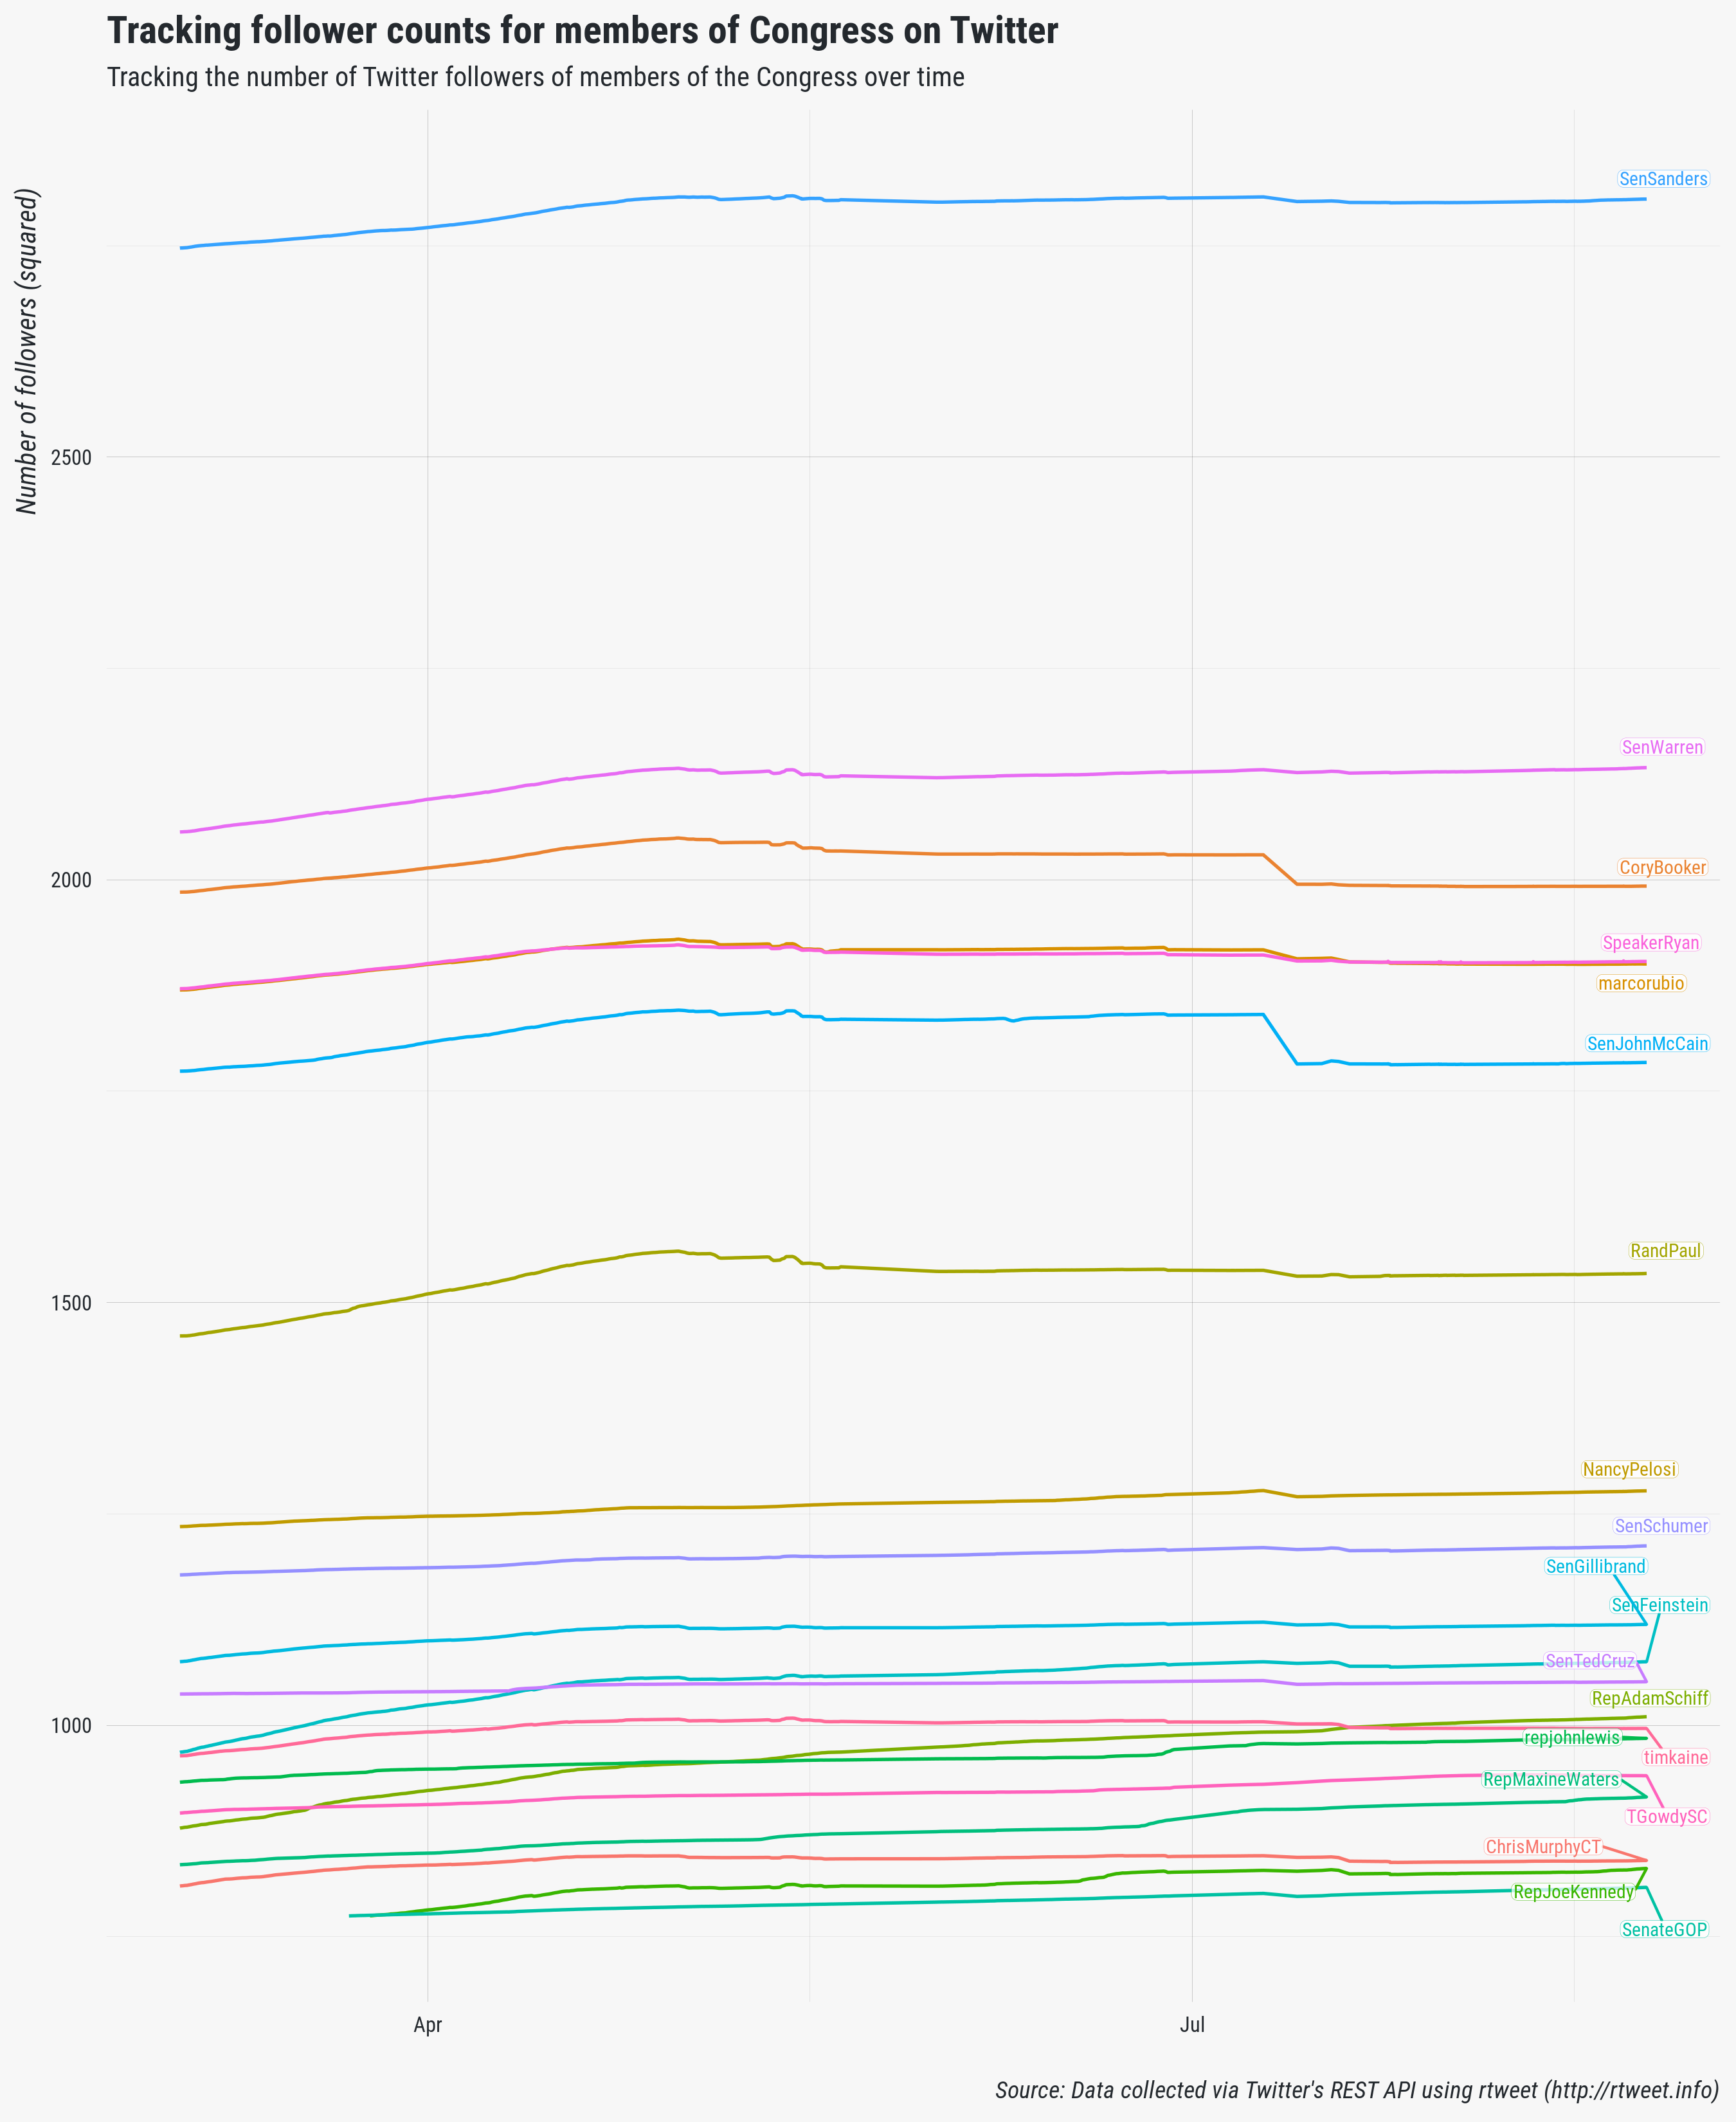 Tracking follower counts for members of Congress on Twitter
Tracking the number of Twitter followers of members of the Congress over time
Number of followers (squared)
2500
2000
1500
1000
SenSanders
SenWarren
CoryBooker
SpeakerRyan
marcorubio
SenJohnMcCain
RandPaul
NancyPelosi
SenSchumer
SenGillibrand
SenFeinstein
SenTedCruz
RepAdamSchiff
repjohnlewis
timkaine
RepMaxineWaters
TGowdySC
ChrisMurphyCT
RepJoeKennedy
SenateGOP
Apr
Jul
Source: Data collected via Twitter's REST API using rtweet (http://rtweet.info)